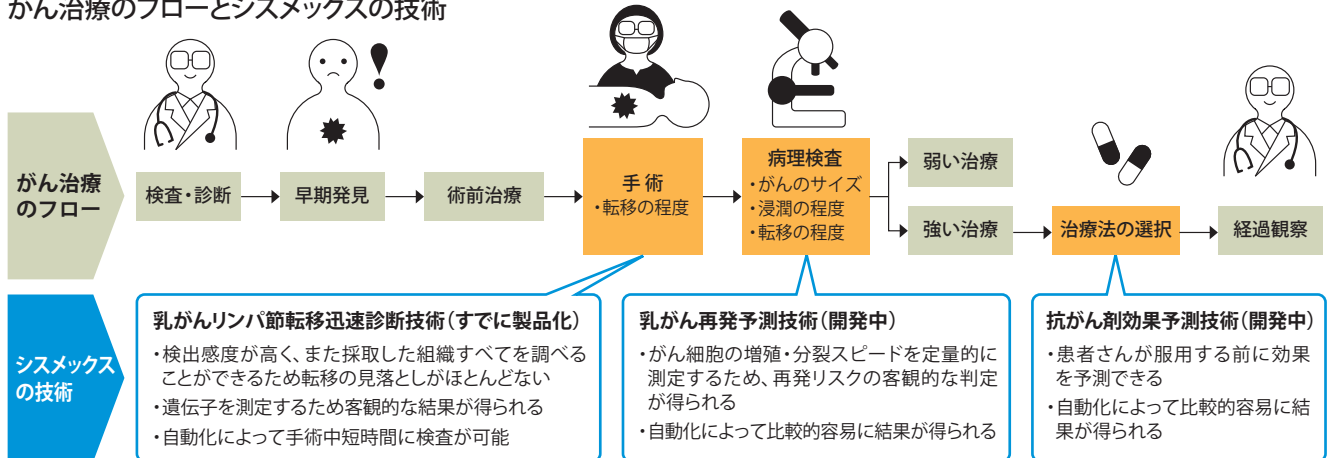 がん治療のフローとシスメックスの技術
がん治療
のフロー
検査・診断
早期発見
術前治療
手術
・転移の程度
病理検査
・がんのサイズ
・浸潤の程度
・転移の程度
弱い治療
強い治療
治療法の選択
経過観察
シスメックス
の技術
乳がんリンパ節転移迅速診断技術（すでに製品化）
・検出感度が高く、また採取した組織すべてを調べる
ことができるため転移の見落としがほとんどない
・遺伝子を測定するため客観的な結果が得られる
・自動化によって手術中短時間に検査が可能
乳がん再発予測技術（開発中）
・がん細胞の増殖・分裂スピードを定量的に
測定するため、再発リスクの客観的な判定
が得られる
・自動化によって比較的容易に結果が得られる
抗がん剤効果予測技術（開発中）
・患者さんが服用する前に効果
を予測できる
・自動化によって比較的容易に結
果が得られる